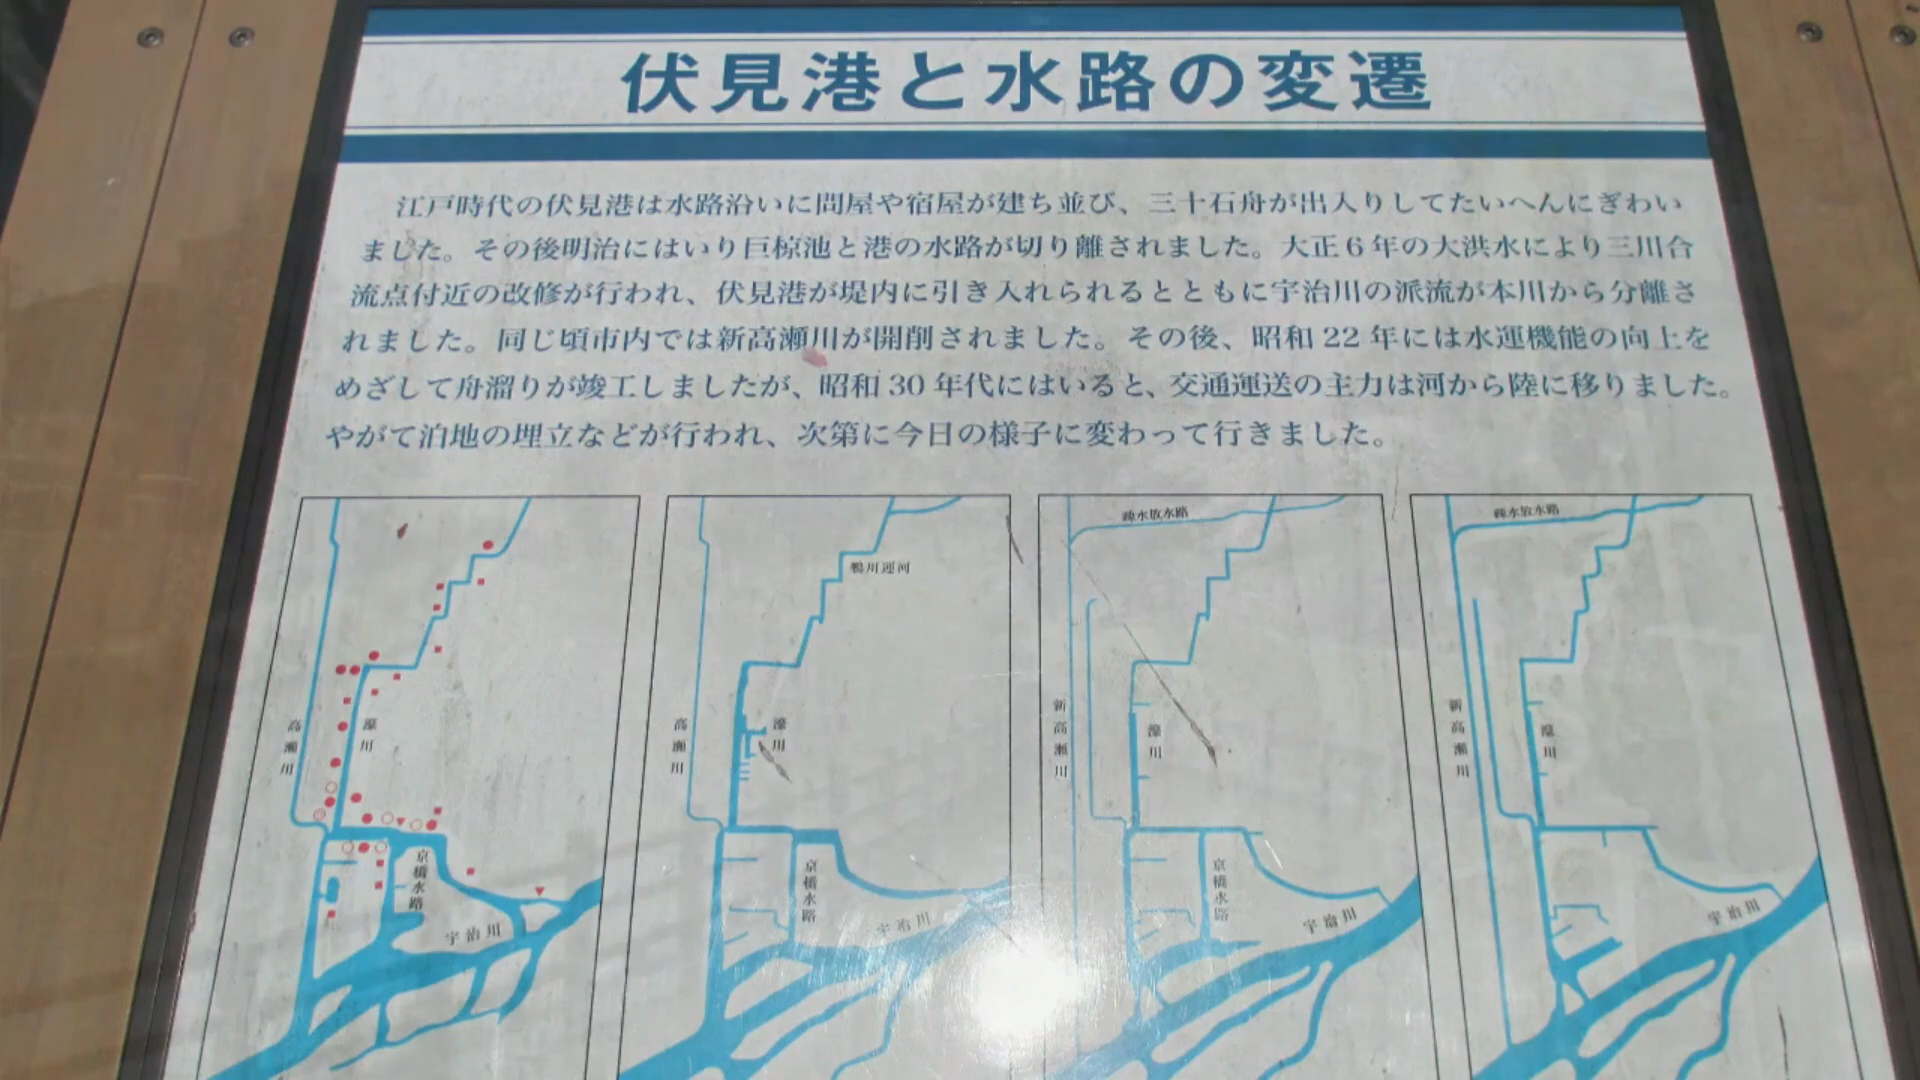 伏見港と水路の変遷
江戸時代の伏見港は水路沿いに問屋や宿屋が建ち並び、三十石舟が出入りしてたいへんにぎわい
ました。その後明治にはいり巨椋池と港の水路が切り離されました。大正6年の大洪水により三川合
流点付近の改修が行われ、伏見港が堤内に引き入れられるとともに宇治川の派流が本川から分離さ
れました。同じ頃市内では新高瀬川が開削されました。その後、昭和22年には水運機能の向上を
めざして舟溜りが竣工しましたが、昭和30年代にはいると、交通運送の主力は河から陸に移りました。
やがて泊地の埋立などが行われ、次第に今日の様子に変わって行きました。
高瀬川
濠川
京橋水路
宇治川
鴨川運河
高瀬川
濠川
京橋水路
宇治川
疎水放水路
新高瀬川
濠川
京橋水路
宇治川
疎水放水路
新高瀬川
濠川
宇治川